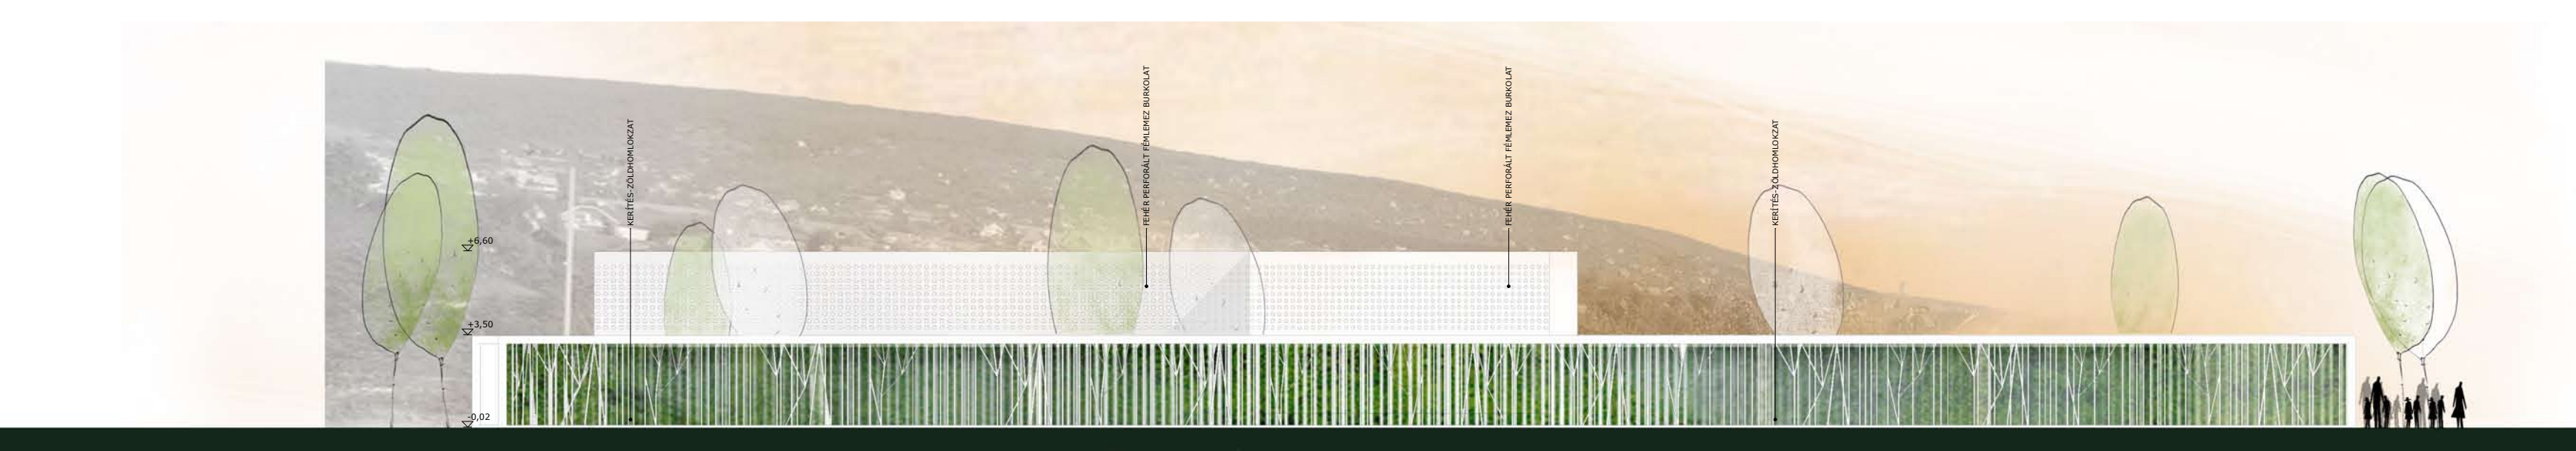 KERÍTÉS-ZÖLDHOMLOKZAT
FEHÉR PERFORÁLT FÉMLEMEZ BURKOLAT
FEHÉR PERFORÁLT FÉMLEMEZ BURKOLAT
KERÍTÉS-ZÖLDHOMLOKZAT
+6,60
+3,50
-0,02